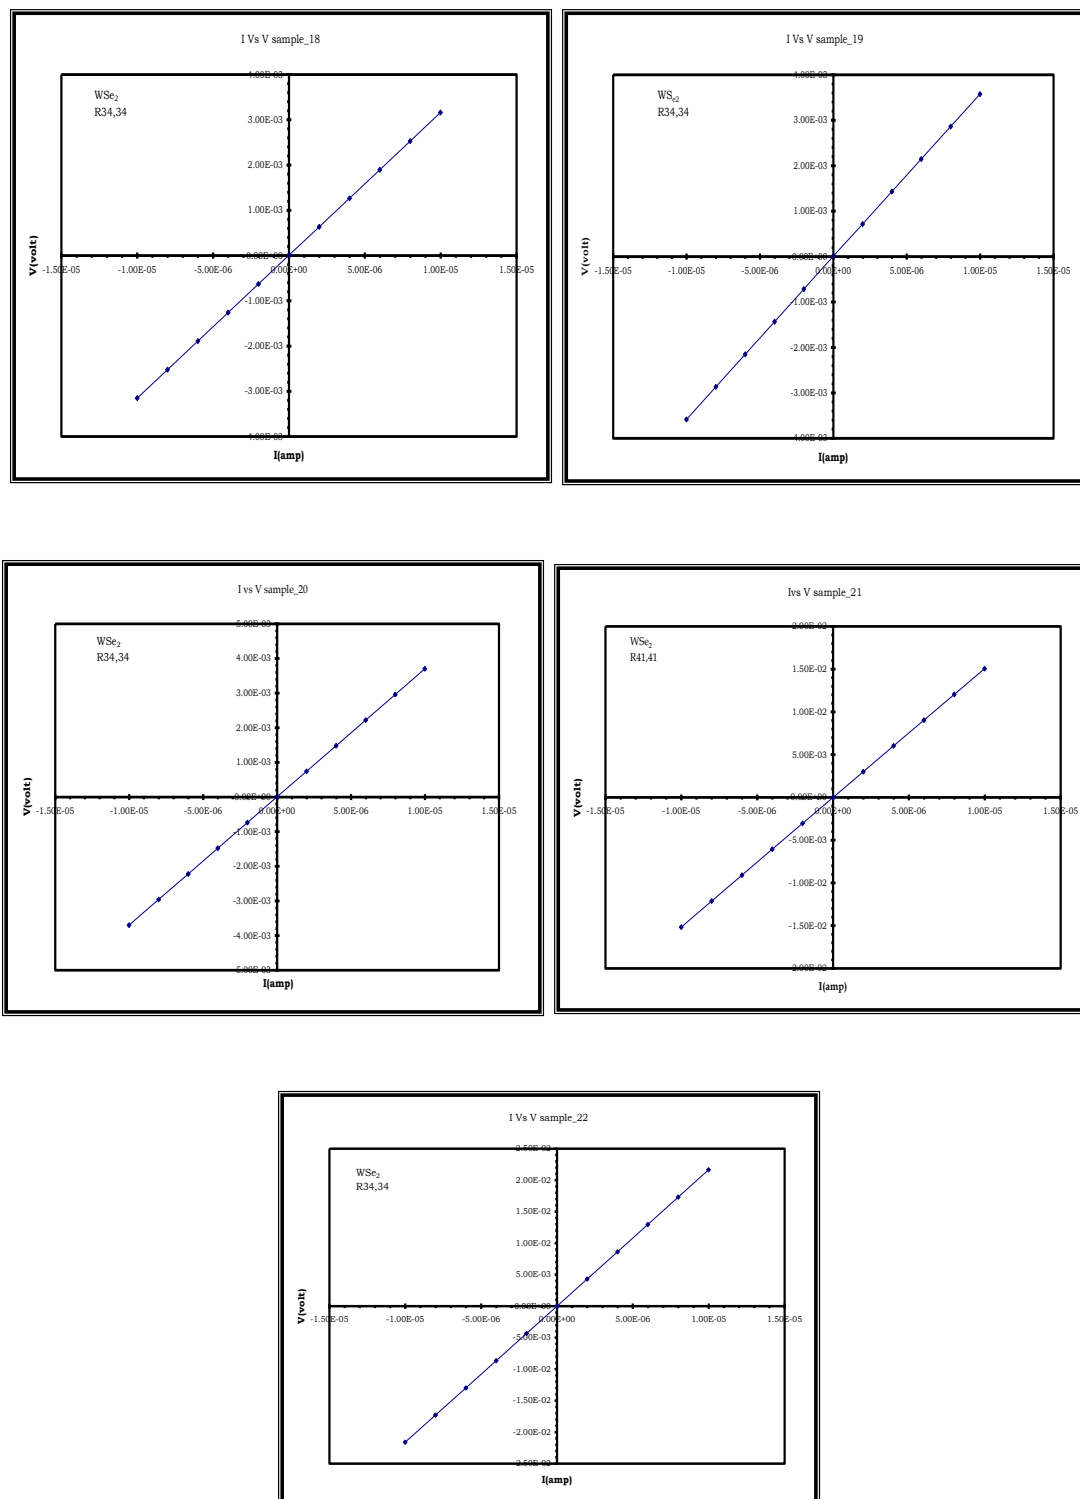 I Vs V sample_18
4.00E-03
WSe2
R34,34
3.00E-03
2.00E-03
1.00E-03
V(volt)
0.00E+00
-1.50E-05 -1.00E-05 -5.00E-06 0.00E+00 5.00E-06 1.00E-05 1.50E-05
-1.00E-03
-2.00E-03
-3.00E-03
-4.00E-03
I(amp)
I Vs V sample_19
4.00E-03
WSe2
R34,34
3.00E-03
2.00E-03
1.00E-03
V(volt)
0.00E+00
-1.50E-05 -1.00E-05 -5.00E-06 0.00E+00 5.00E-06 1.00E-05 1.50E-05
-1.00E-03
-2.00E-03
-3.00E-03
-4.00E-03
I(amp)
I vs V sample_20
5.00E-03
WSe2
R34,34
4.00E-03
3.00E-03
2.00E-03
1.00E-03
V(volt)
0.00E+00
-1.50E-05 -1.00E-05 -5.00E-06 0.00E+00 5.00E-06 1.00E-05 1.50E-05
-1.00E-03
-2.00E-03
-3.00E-03
-4.00E-03
-5.00E-03
I(amp)
Ivs V sample_21
2.00E-02
WSe2
R41,41
1.50E-02
1.00E-02
5.00E-03
V(volt)
0.00E+00
-1.50E-05 -1.00E-05 -5.00E-06 0.00E+00 5.00E-06 1.00E-05 1.50E-05
-5.00E-03
-1.00E-02
-1.50E-02
-2.00E-02
I(amp)
I Vs V sample_22
2.50E-02
WSe2
R34,34
2.00E-02
1.50E-02
1.00E-02
5.00E-03
V(volt)
0.00E+00
-1.50E-05 -1.00E-05 -5.00E-06 0.00E+00 5.00E-06 1.00E-05 1.50E-05
-5.00E-03
-1.00E-02
-1.50E-02
-2.00E-02
-2.50E-02
I(amp)